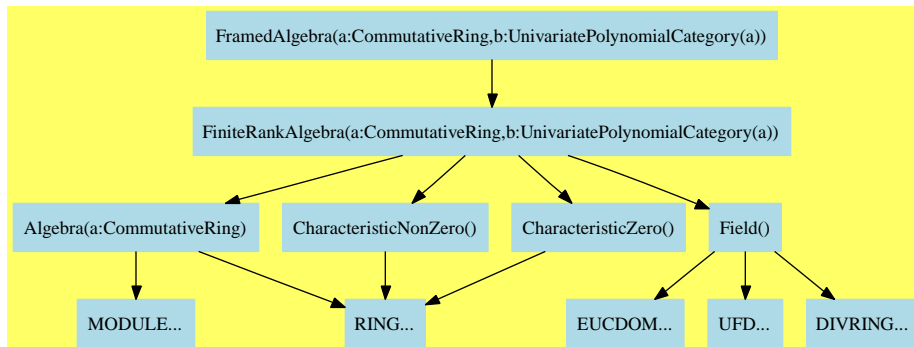 FramedAlgebra(a:CommutativeRing,b:UnivariatePolynomialCategory(a))
FiniteRankAlgebra(a:CommutativeRing,b:UnivariatePolynomialCategory(a))
Algebra(a:CommutativeRing)
CharacteristicNonZero()
CharacteristicZero()
Field()
MODULE...
RING...
EUCDOM...
UFD...
DIVRING...